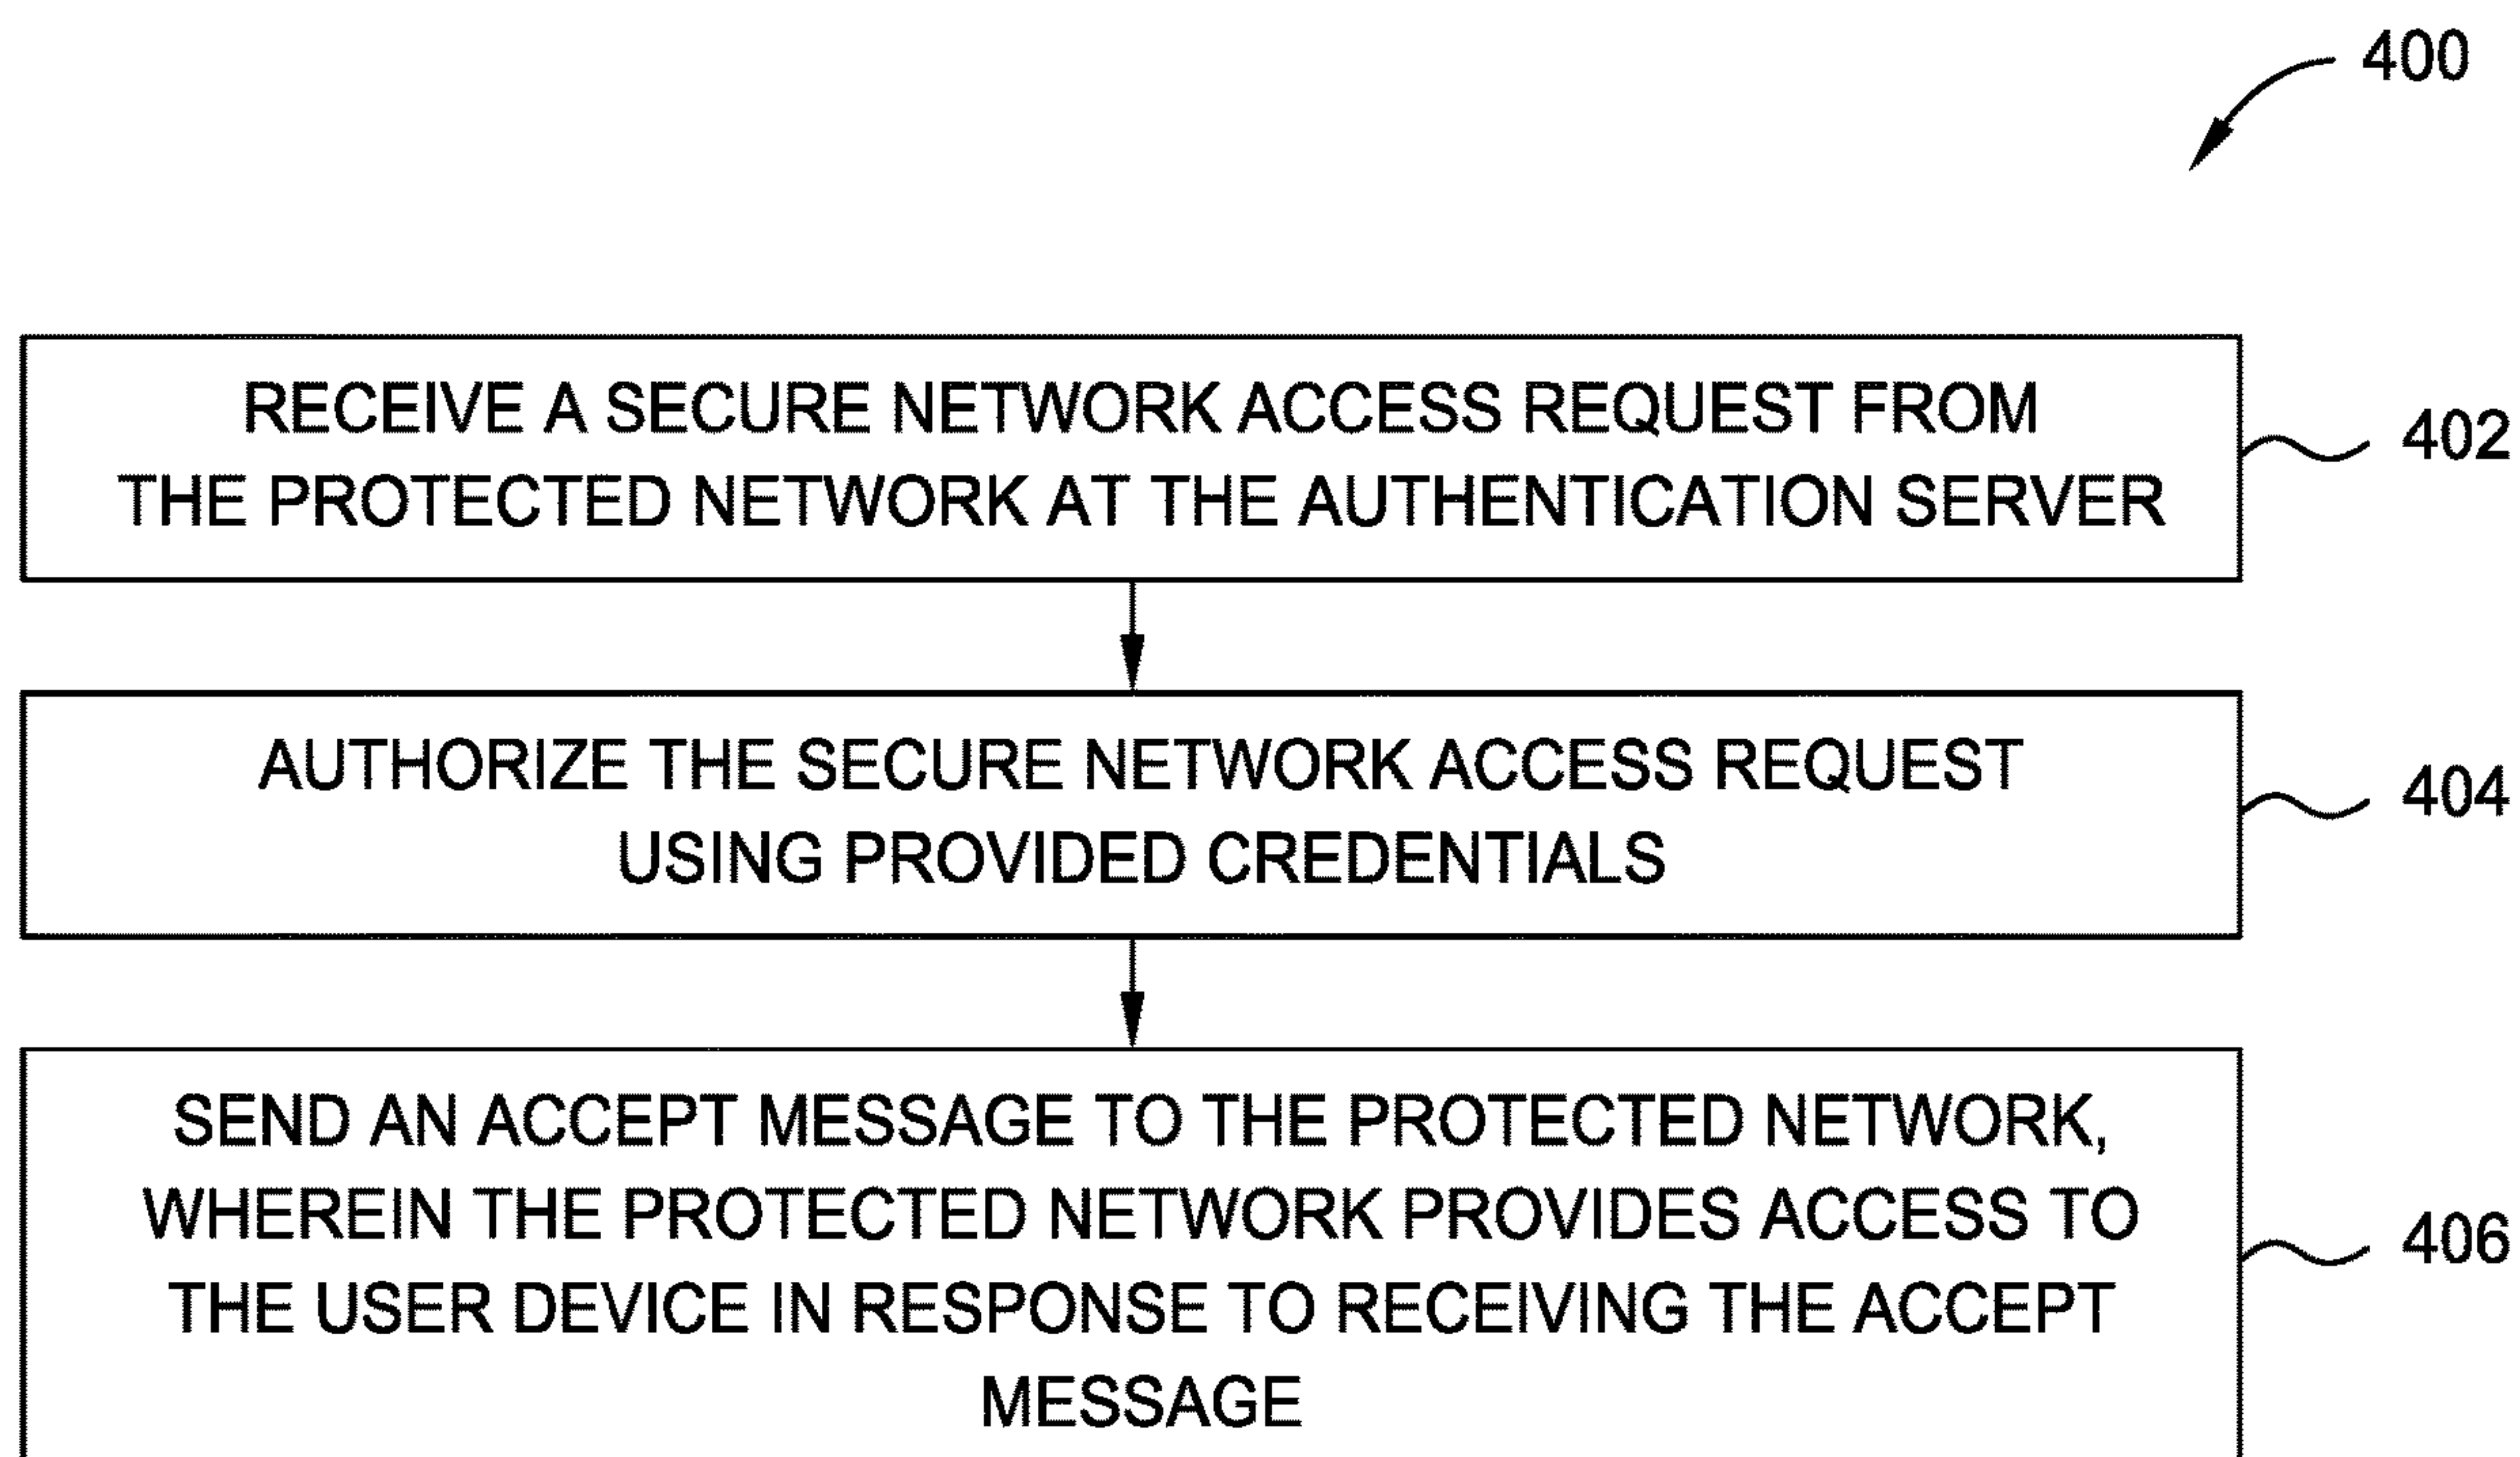 400
RECEIVE A SECURE NETWORK ACCESS REQUEST FROM
THE PROTECTED NETWORK AT THE AUTHENTICATION SERVER
402
AUTHORIZE THE SECURE NETWORK ACCESS REQUEST
USING PROVIDED CREDENTIALS
404
SEND AN ACCEPT MESSAGE TO THE PROTECTED NETWORK,
WHEREIN THE PROTECTED NETWORK PROVIDES ACCESS TO
THE USER DEVICE IN RESPONSE TO RECEIVING THE ACCEPT
MESSAGE
406